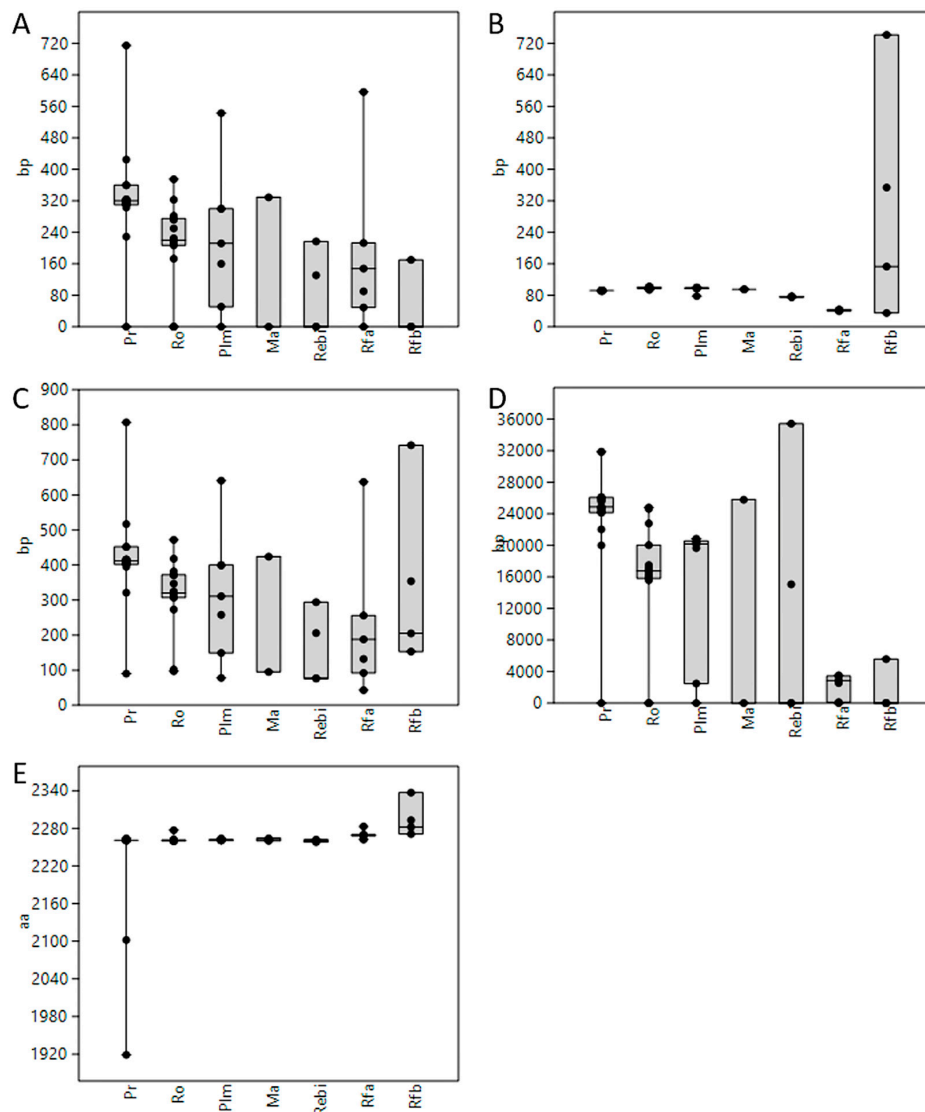 A
720
640
560
480
400
320
240
160
80
0
bp
Pr
Ro
Plm
Ma
Rebi
Rfa
Rfb
B
720
640
560
480
400
320
240
160
80
0
bp
Pr
Ro
Plm
Ma
Rebi
Rfa
Rfb
C
900
800
700
600
500
400
300
200
100
0
bp
Pr
Ro
Plm
Ma
Rebi
Rfa
Rfb
D
36000
32000
28000
24000
20000
16000
12000
8000
4000
0
bp
Pr
Ro
Plm
Ma
Rebi
Rfa
Rfb
E
2340
2280
2220
2160
2100
2040
1980
1920
aa
Pr
Ro
Plm
Ma
Rebi
Rfa
Rfb